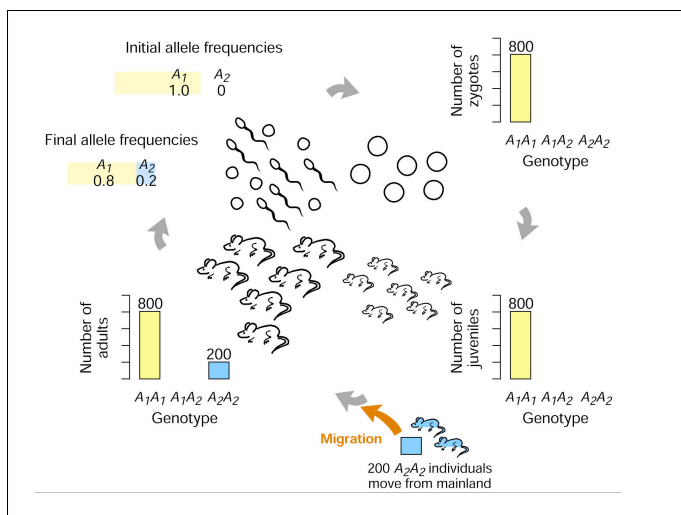 Initial allele frequencies
A1 A2
1.0 0
Final allele frequencies
A1 A2
0.8 0.2
Number of
zygotes
800
A1A1 A1A2 A2A2
Genotype
Number of
juveniles
800
A1A1 A1A2 A2A2
Genotype
Migration
200 A2A2 individuals
move from mainland
Number of
adults
800
200
A1A1 A1A2 A2A2
Genotype